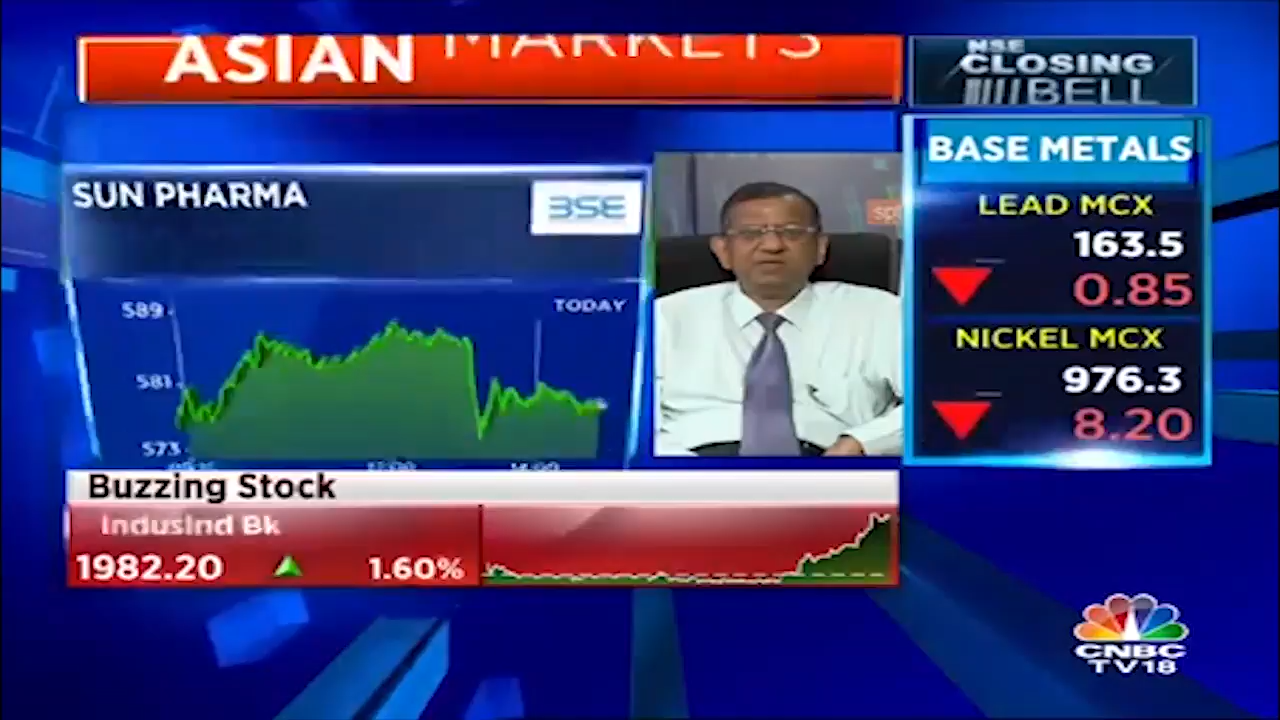 ASIAN MARKETS
NSE
CLOSING
BELL
SUN PHARMA
BSE
589
TODAY
581
573
BASE METALS
LEAD MCX
163.5
0.85
NICKEL MCX
976.3
8.20
Buzzing Stock
IndusInd Bk
1982.20
1.60%
CNBC
TV18